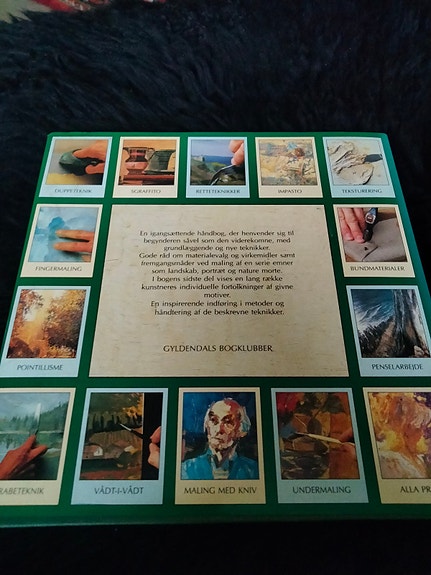 DUPPETEKNIK
SGRAFFITO
RETTETEKNIKKER
IMPASTO
TEKSTURERING
FINGERMALING
En igangsættende håndbog, der henvender sig til
begynderen såvel som den viderekomne, med
grundlæggende og nye teknikker.
Gode råd om materialevalg og virkemidler samt
fremgangsmåder ved maling af en serie emner
som landskab, portræt og nature morte.
I bogens sidste del vises en lang række
kunstneres individuelle fortolkninger af givne
motiver.
En inspirerende indføring i metoder og
håndtering af de beskrevne teknikker.
GYLDENDALS BOGKLUBBER
BUNDMATERIALER
POINTILLISME
PENSELARBEJDE
RABETEKNIK
VÅDT-I-VÅDT
MALING MED KNIV
UNDERMALING
ALLA PR